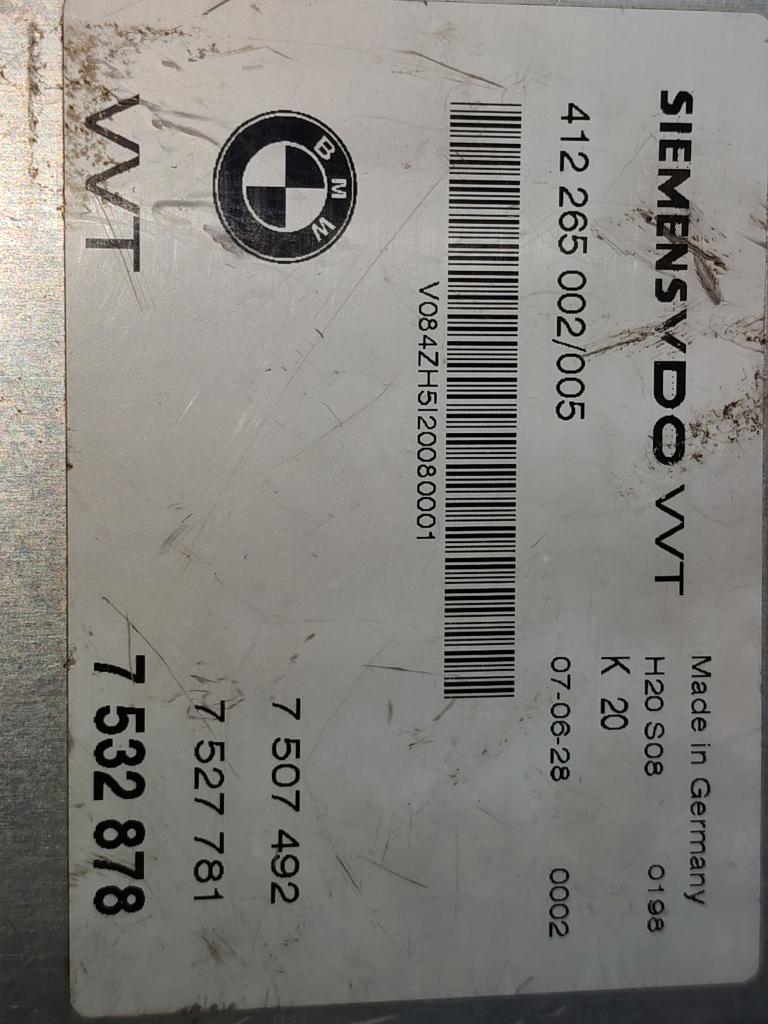 SIEMENS VDO VVT
Made in Germany
H20 S08 0198
K 20
412 265 002/005
07-06-28 0002
V084ZH5I20080001
BMW
7 507 492
7 527 781
VVT
7 532 878